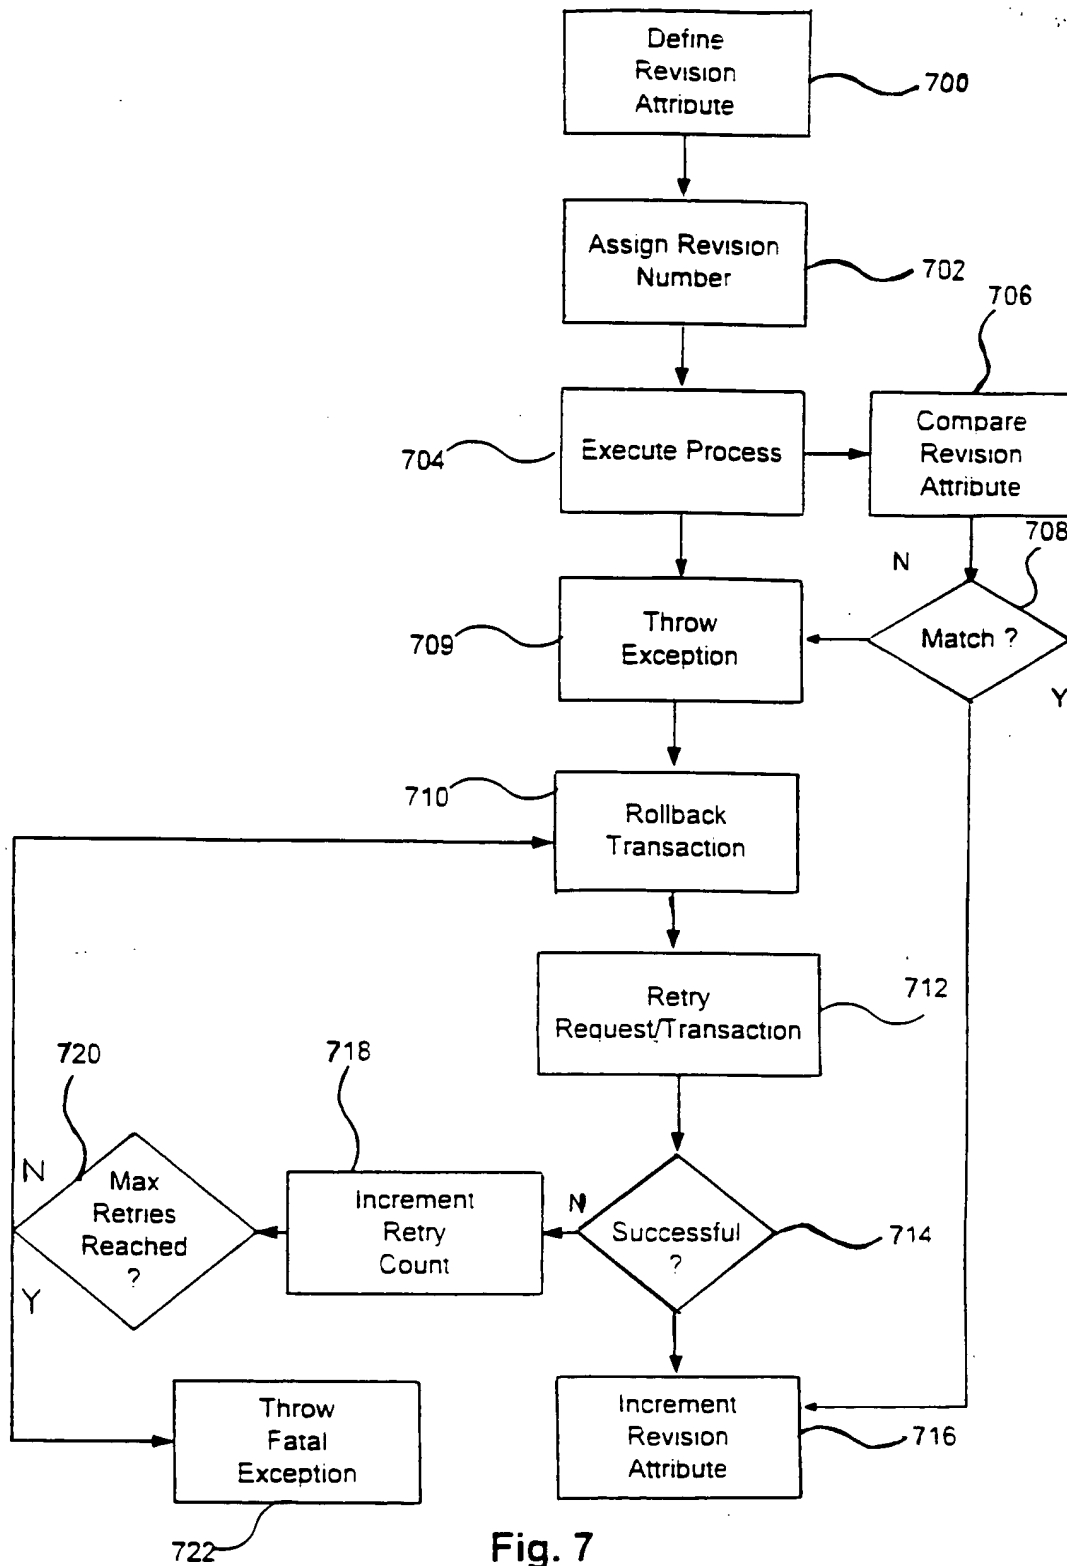 Define
Revision
Attribute
700
Assign Revision
Number
702
706
704
Execute Process
Compare
Revision
Attribute
708
N
709
Throw
Exception
Match ?
Y
710
Rollback
Transaction
712
Retry
Request/Transaction
720
718
N
Max
Retries
Reached
?
Y
Increment
Retry
Count
N
Successful
?
714
Throw
Fatal
Exception
Increment
Revision
Attribute
716
722
Fig. 7